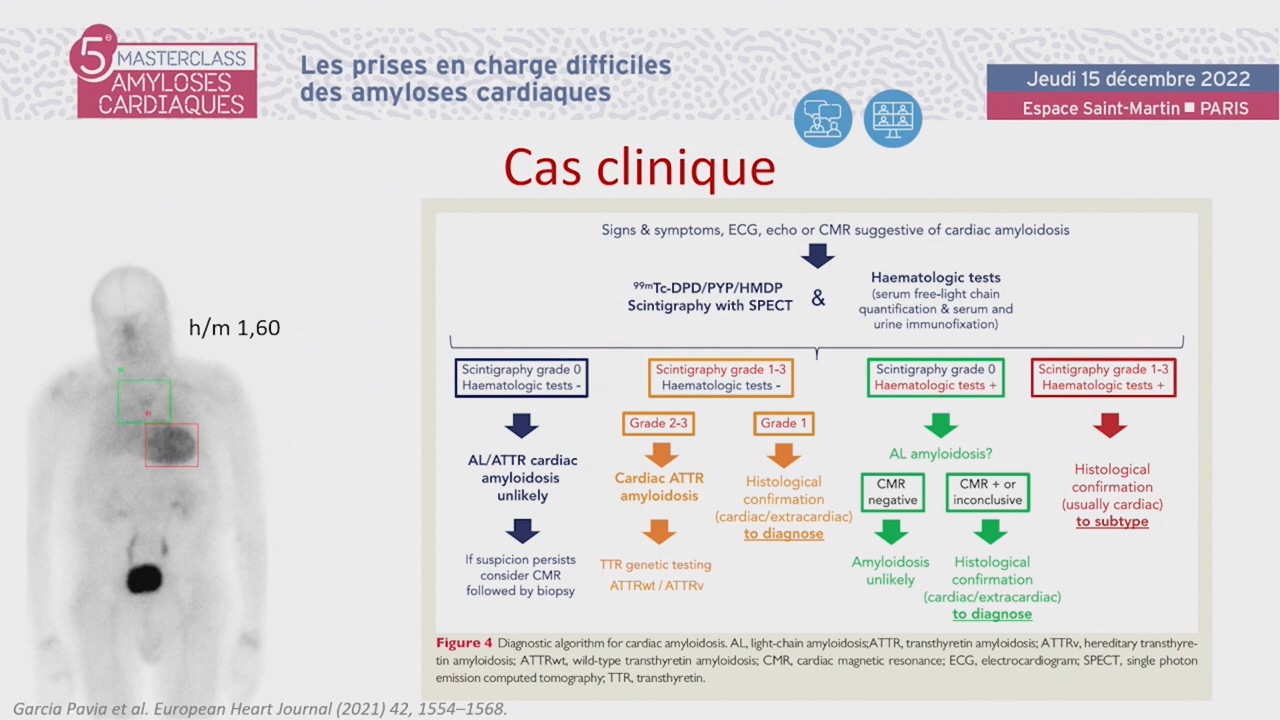 5e
MASTERCLASS
AMYLOSES
CARDIAQUES
Les prises en charge difficiles
des amyloses cardiaques
Jeudi 15 décembre 2022
Espace Saint-Martin ■ PARIS
Cas clinique
h/m 1,60
Signs & symptoms, ECG, echo or CMR suggestive of cardiac amyloidosis
99mTc-DPD/PYP/HMDP
Scintigraphy with SPECT
&
Haematologic tests
(serum free-light chain
quantification & serum and
urine immunofixation)
Scintigraphy grade 0
Haematologic tests -
Scintigraphy grade 1-3
Haematologic tests -
Scintigraphy grade 0
Haematologic tests +
Scintigraphy grade 1-3
Haematologic tests +
AL/ATTR cardiac
amyloidosis
unlikely
If suspicion persists
consider CMR
followed by biopsy
Grade 2-3
Cardiac ATTR
amyloidosis
TTR genetic testing
ATTRwt / ATTRv
Grade 1
Histological
confirmation
(cardiac/extracardiac)
to diagnose
AL amyloidosis?
CMR
negative
Amyloidosis
unlikely
CMR + or
inconclusive
Histological
confirmation
(cardiac/extracardiac)
to diagnose
Histological
confirmation
(usually cardiac)
to subtype
Figure 4 Diagnostic algorithm for cardiac amyloidosis. AL, light-chain amyloidosis;ATTR, transthyretin amyloidosis; ATTRv, hereditary transthyre-
tin amyloidosis; ATTRwt, wild-type transthyretin amyloidosis; CMR, cardiac magnetic resonance; ECG, electrocardiogram; SPECT, single photon
emission computed tomography; TTR, transthyretin.
Garcia Pavia et al. European Heart Journal (2021) 42, 1554–1568.